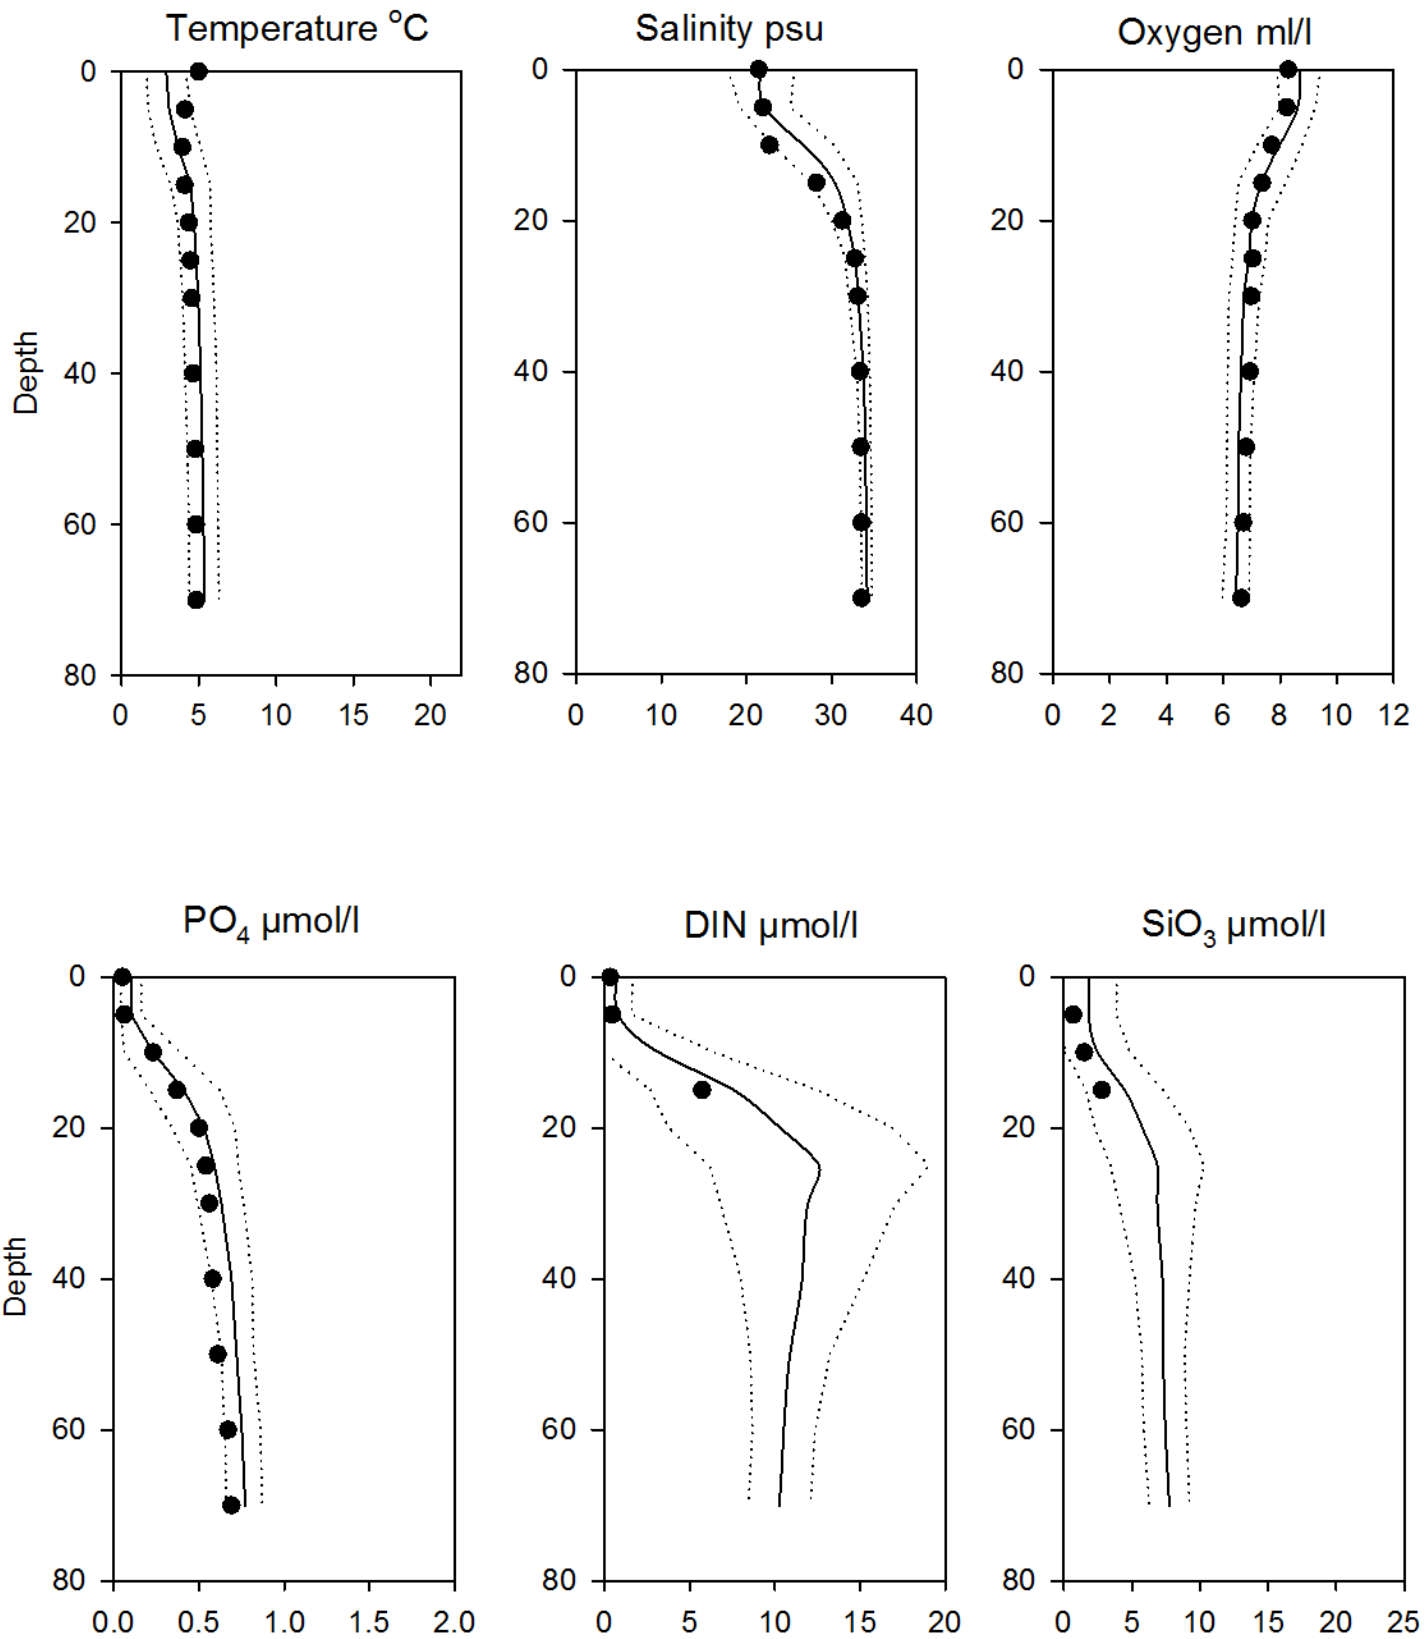 Temperature °C
Salinity psu
Oxygen ml/l
0
20
40
60
80
Depth
0 5 10 15 20
0
20
40
60
80
0 10 20 30 40
0
20
40
60
80
0 2 4 6 8 10 12
PO₄ µmol/l
DIN µmol/l
SiO₃ µmol/l
0
20
40
60
80
Depth
0.0 0.5 1.0 1.5 2.0
0
20
40
60
80
0 5 10 15 20
0
20
40
60
80
0 5 10 15 20 25